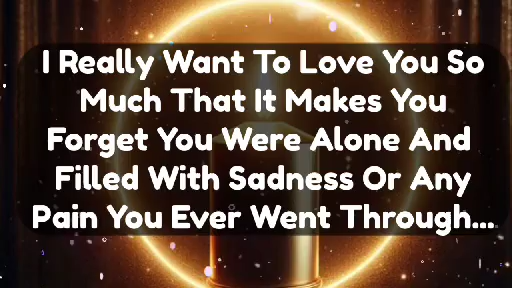 I Really Want To Love You So
Much That It Makes You
Forget You Were Alone And
Filled With Sadness Or Any
Pain You Ever Went Through...